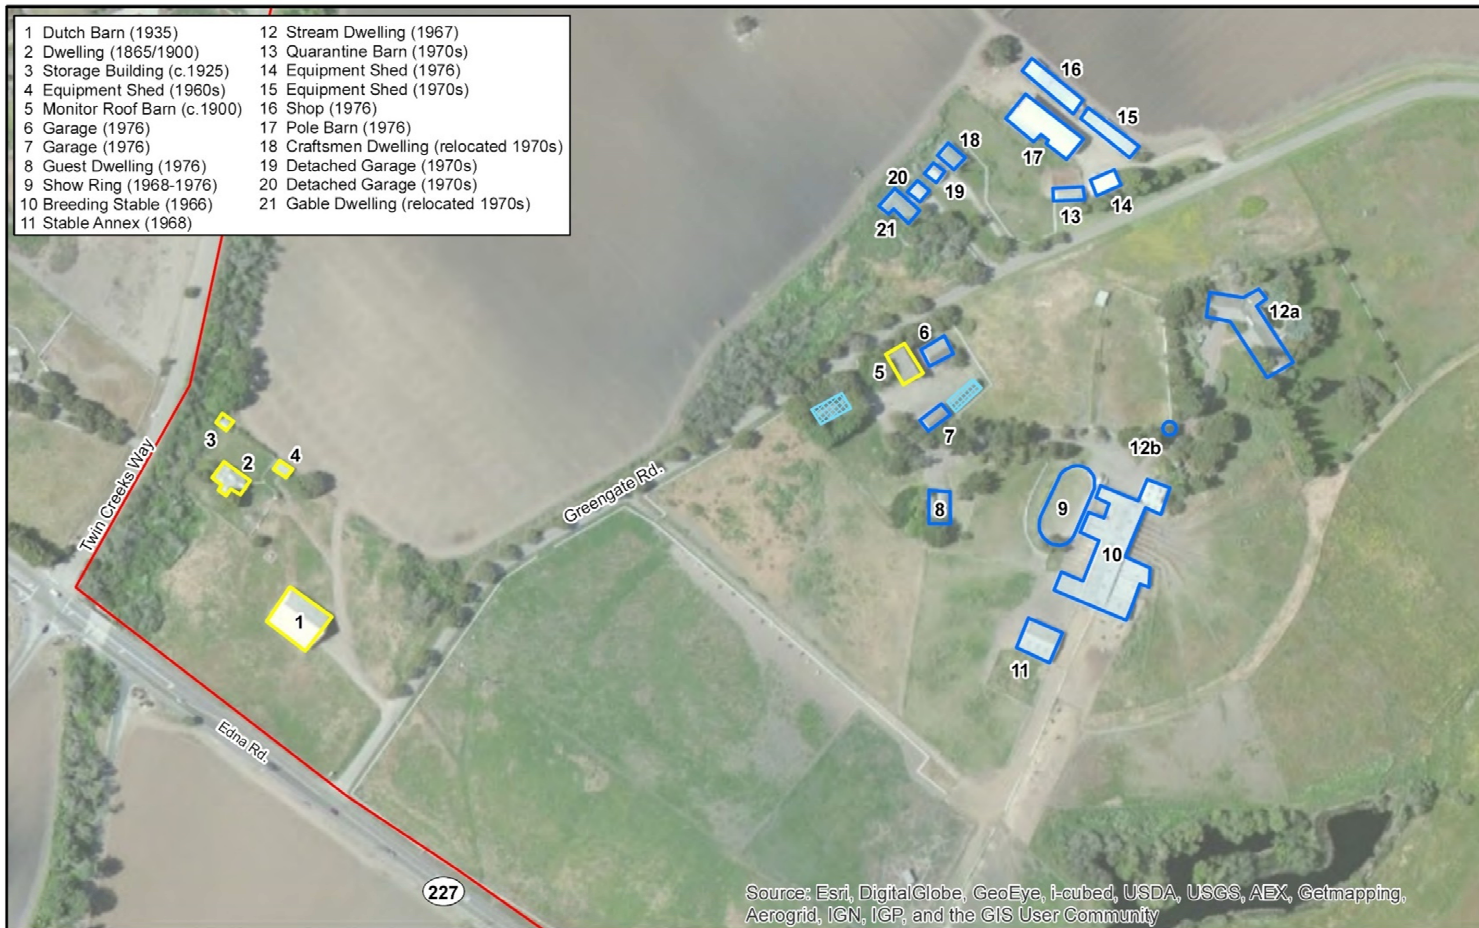 1 Dutch Barn (1935)
2 Dwelling (1865/1900)
3 Storage Building (c.1925)
4 Equipment Shed (1960s)
5 Monitor Roof Barn (c.1900)
6 Garage (1976)
7 Garage (1976)
8 Guest Dwelling (1976)
9 Show Ring (1968-1976)
10 Breeding Stable (1966)
11 Stable Annex (1968)
12 Stream Dwelling (1967)
13 Quarantine Barn (1970s)
14 Equipment Shed (1976)
15 Equipment Shed (1970s)
16 Shop (1976)
17 Pole Barn (1976)
18 Craftsmen Dwelling (relocated 1970s)
19 Detached Garage (1970s)
20 Detached Garage (1970s)
21 Gable Dwelling (relocated 1970s)
16
15
17
18
19
20
21
13
14
12a
6
5
7
12b
3
2
4
Twin Creeks Way
Greengate Rd.
8
9
10
1
11
Edna Rd.
227
Source: Esri, DigitalGlobe, GeoEye, i-cubed, USDA, USGS, AEX, Getmapping,
Aerogrid, IGN, IGP, and the GIS User Community